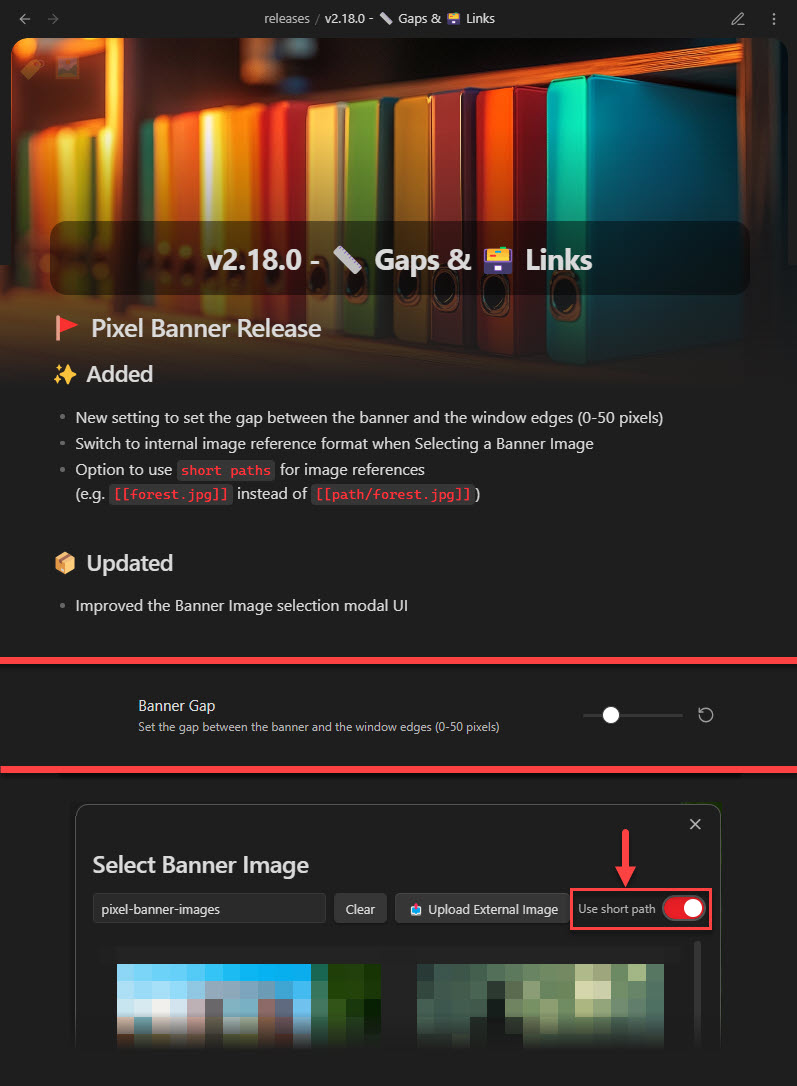 releases / v2.18.0 - 📏 Gaps & 🗃️ Links
v2.18.0 - 📏 Gaps & 🗃️ Links
🚩 Pixel Banner Release
✨ Added
• New setting to set the gap between the banner and the window edges (0-50 pixels)
• Switch to internal image reference format when Selecting a Banner Image
• Option to use short paths for image references
(e.g. [[forest.jpg]] instead of [[path/forest.jpg]])
📦 Updated
• Improved the Banner Image selection modal UI
Banner Gap
Set the gap between the banner and the window edges (0-50 pixels)
Select Banner Image
pixel-banner-images Clear 📤 Upload External Image Use short path